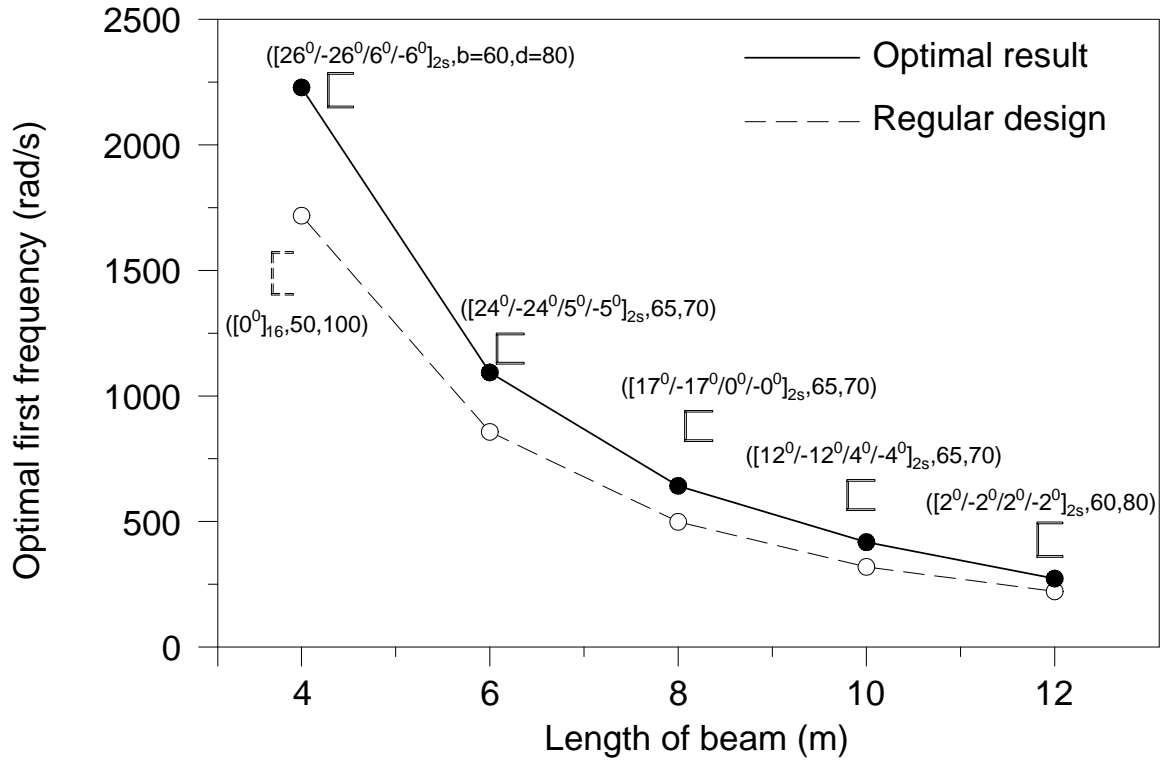 2500
2000
1500
1000
500
0
Optimal first frequency (rad/s)
([26⁰/-26⁰/6⁰/-6⁰]₂ₛ,b=60,d=80)
Optimal result
Regular design
([0⁰]₁₆,50,100)
([24⁰/-24⁰/5⁰/-5⁰]₂ₛ,65,70)
([17⁰/-17⁰/0⁰/-0⁰]₂ₛ,65,70)
([12⁰/-12⁰/4⁰/-4⁰]₂ₛ,65,70)
([2⁰/-2⁰/2⁰/-2⁰]₂ₛ,60,80)
4 6 8 10 12
Length of beam (m)